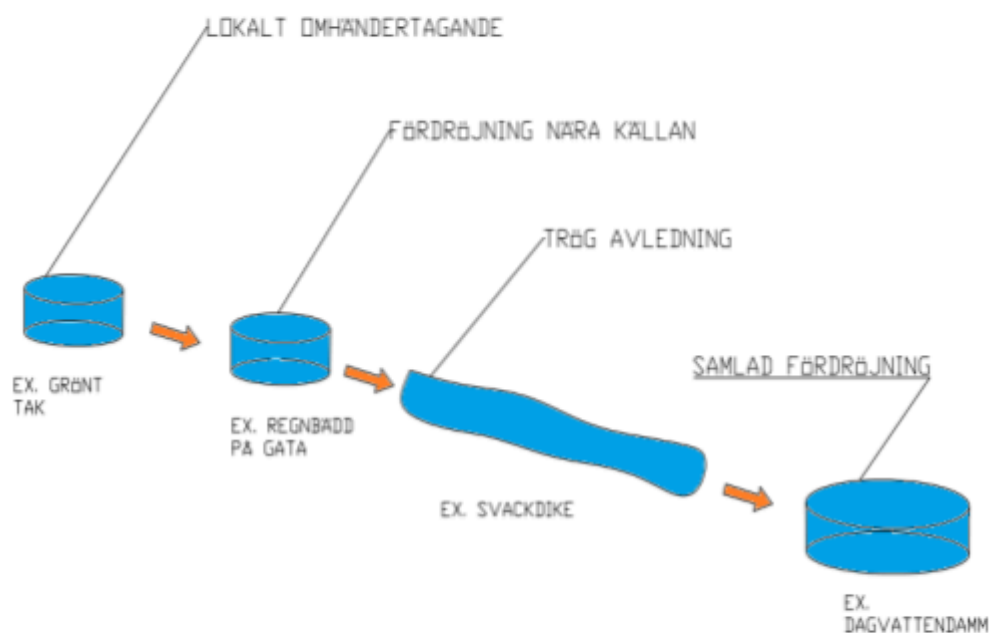 LOKALT OMHÄNDERTAGANDE
FÖRDRÖJNING NÄRA KÄLLAN
TRÖG AVLEDNING
SAMLAD FÖRDRÖJNING
EX. GRÖNT
TAK
EX. REGNBÄDD
PÅ GATA
EX. SVACKDIKE
EX.
DAGVATTENDAMM